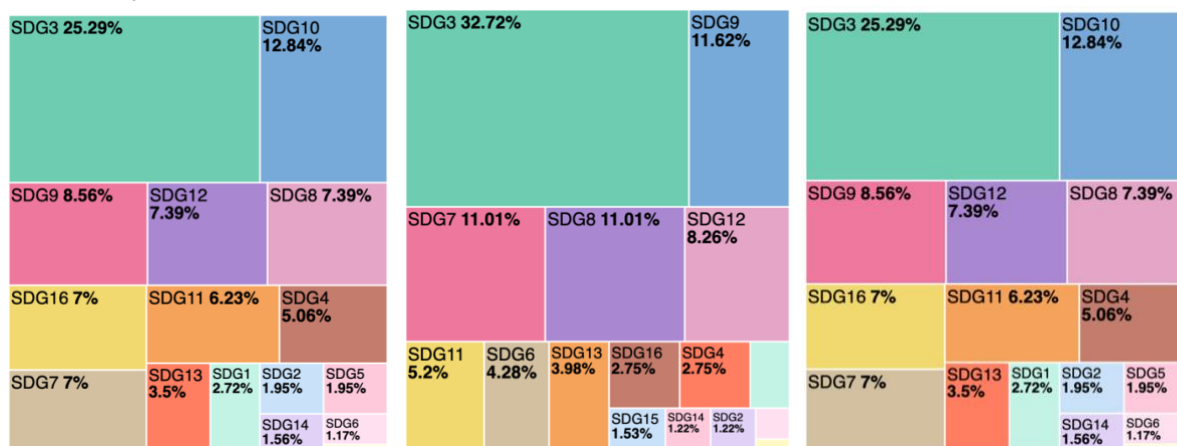 SDG3 25.29%
SDG10
12.84%
SDG9 8.56%
SDG12
7.39%
SDG8 7.39%
SDG16 7%
SDG11 6.23%
SDG4
5.06%
SDG7 7%
SDG13
3.5%
SDG1
2.72%
SDG2
1.95%
SDG5
1.95%
SDG14
1.56%
SDG6
1.17%
SDG3 32.72%
SDG9
11.62%
SDG7 11.01%
SDG8 11.01%
SDG12
8.26%
SDG11
5.2%
SDG6
4.28%
SDG13
3.98%
SDG16
2.75%
SDG4
2.75%
SDG15
1.53%
SDG14
1.22%
SDG2
1.22%
SDG3 25.29%
SDG10
12.84%
SDG9 8.56%
SDG12
7.39%
SDG8 7.39%
SDG16 7%
SDG11 6.23%
SDG4
5.06%
SDG7 7%
SDG13
3.5%
SDG1
2.72%
SDG2
1.95%
SDG5
1.95%
SDG14
1.56%
SDG6
1.17%